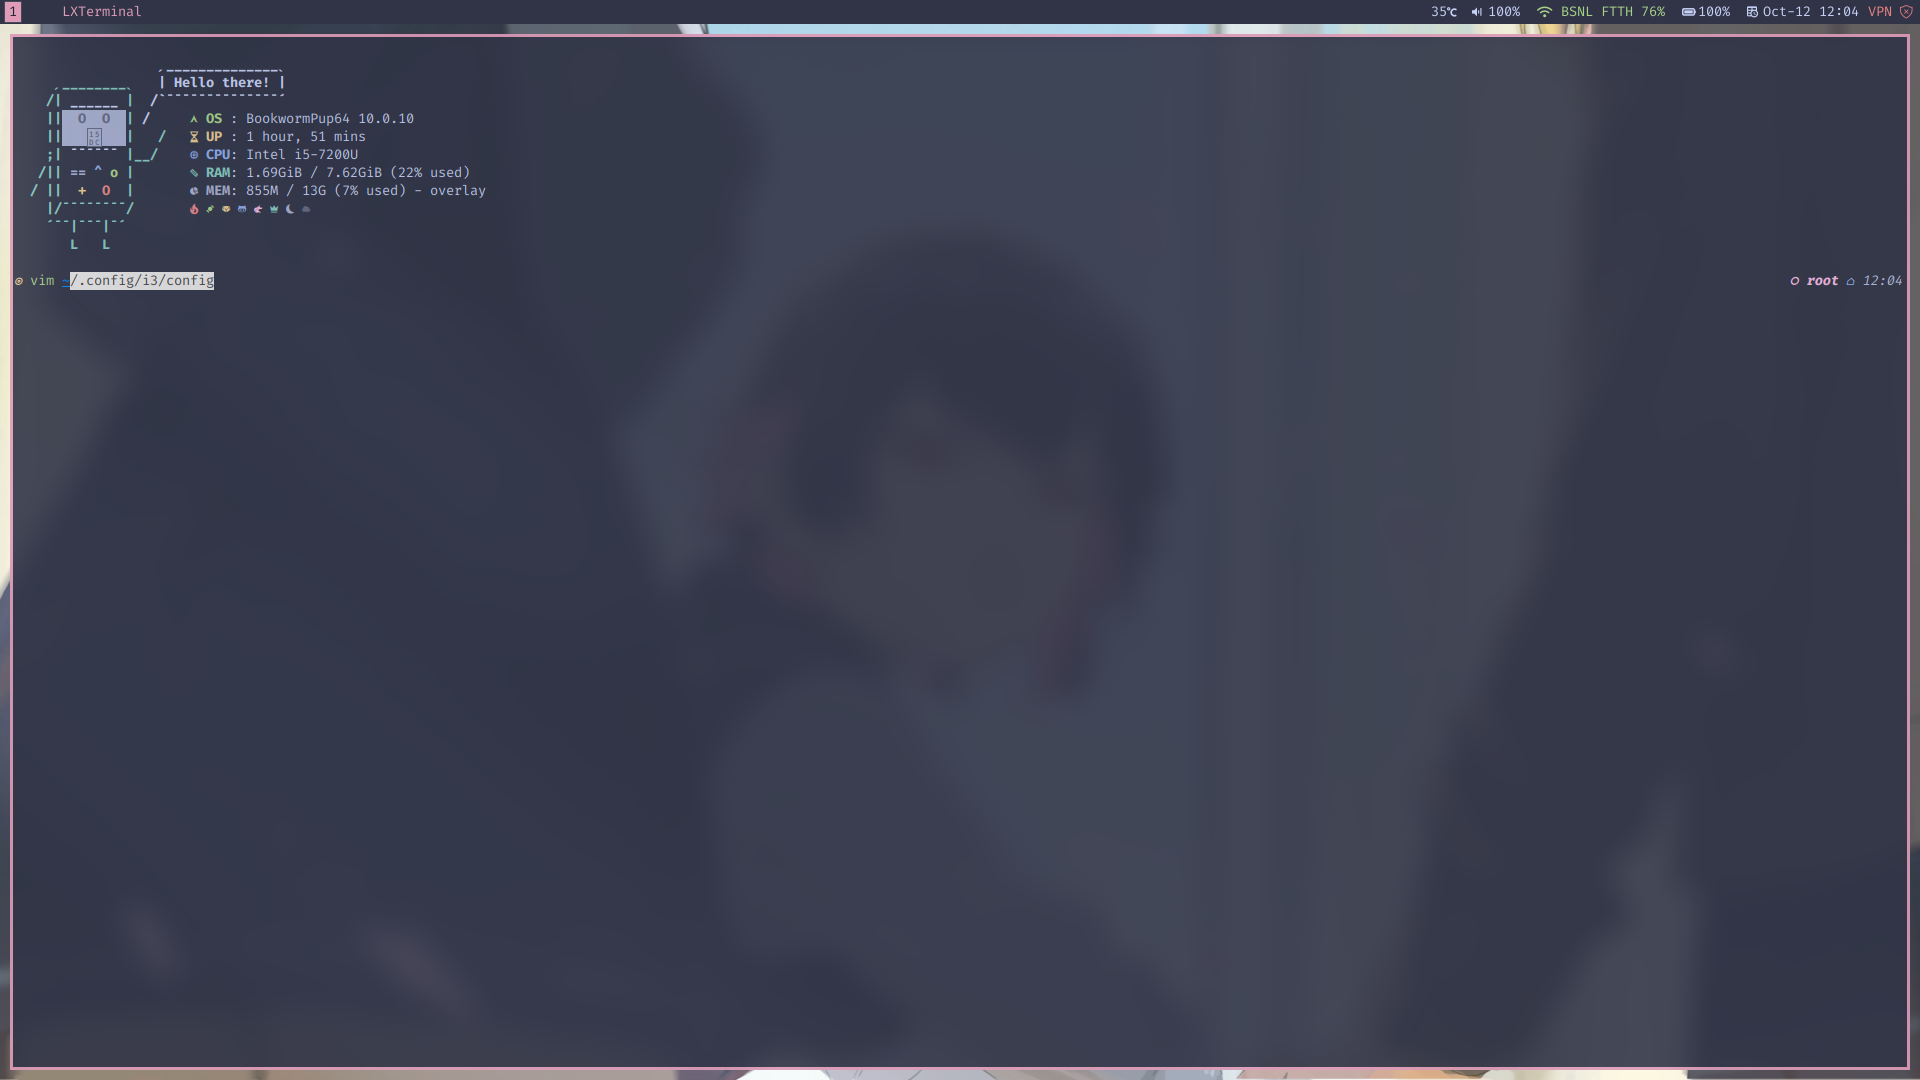 1 LXTerminal 35℃ 100% BSNL FTTH 76% 100% Oct-12 12:04 VPN
| Hello there! |
OS : BookwormPup64 10.0.10
UP : 1 hour, 51 mins
CPU: Intel i5-7200U
RAM: 1.69GiB / 7.62GiB (22% used)
MEM: 855M / 13G (7% used) - overlay
vim ~/.config/i3/config root 12:04